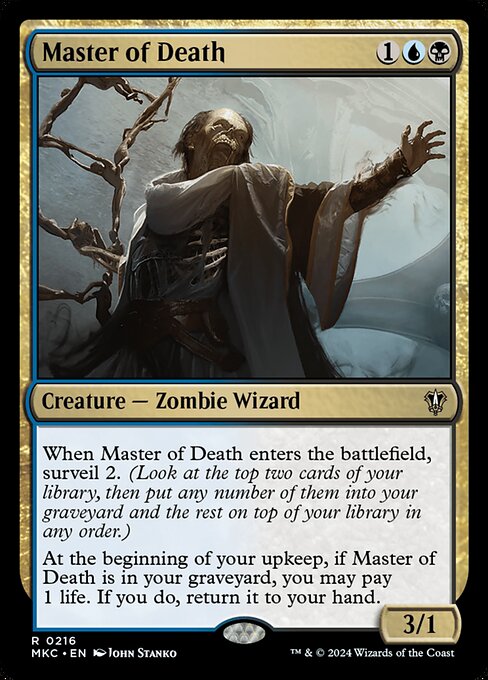 Master of Death 1
Creature — Zombie Wizard
When Master of Death enters the battlefield,
surveil 2. (Look at the top two cards of your
library, then put any number of them into your
graveyard and the rest on top of your library in
any order.)
At the beginning of your upkeep, if Master of
Death is in your graveyard, you may pay
1 life. If you do, return it to your hand.
3/1
R 0216
MKC • EN John Stanko
™ & © 2024 Wizards of the Coast